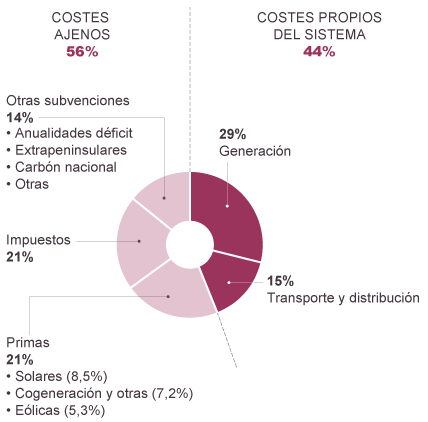 COSTES
AJENOS
56%
COSTES PROPIOS
DEL SISTEMA
44%
Otras subvenciones
14%
• Anualidades déficit
• Extrapeninsulares
• Carbón nacional
• Otras
29%
Generación
Impuestos
21%
15%
Transporte y distribución
Primas
21%
• Solares (8,5%)
• Cogeneración y otras (7,2%)
• Eólicas (5,3%)